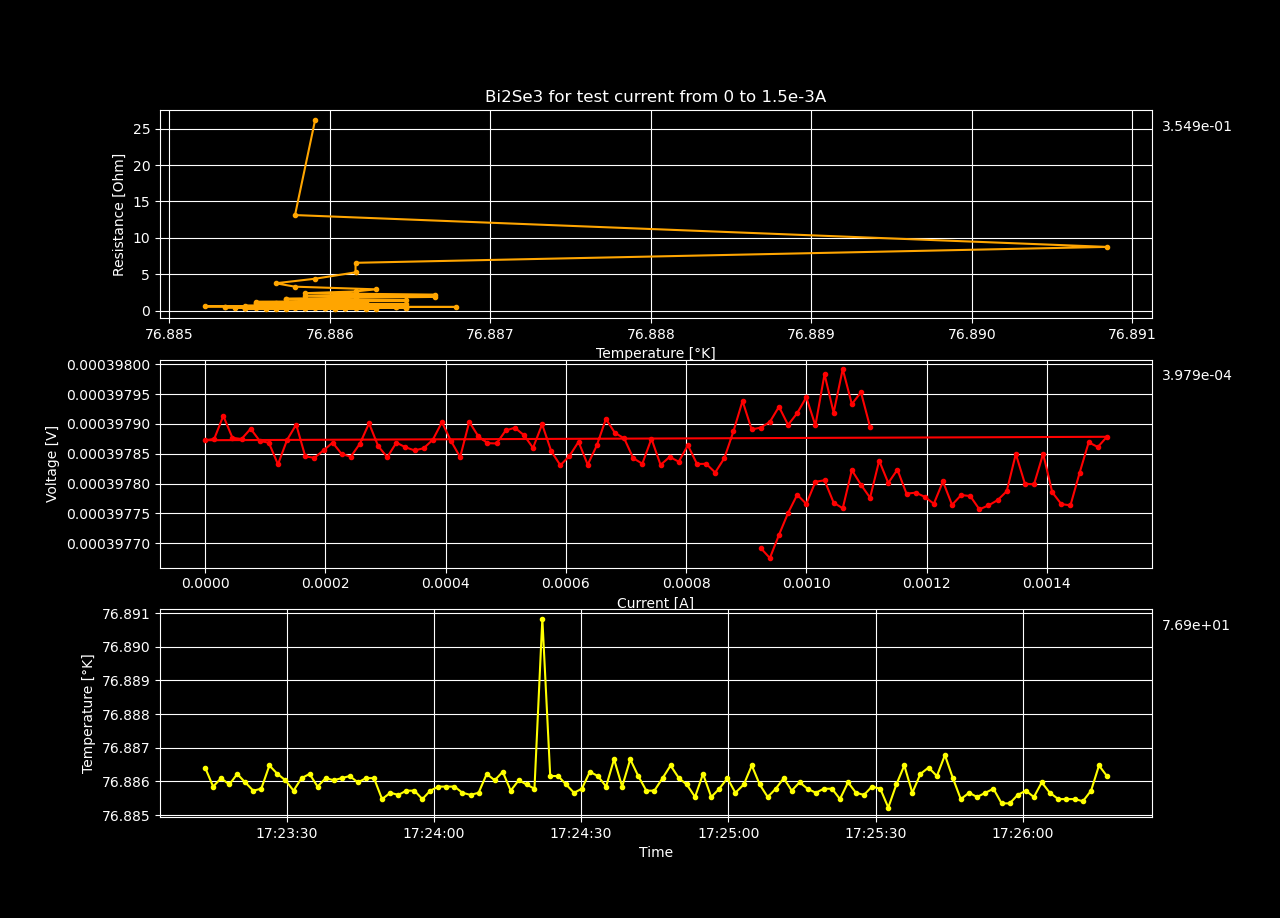 Bi2Se3 for test current from 0 to 1.5e-3A
3.549e-01
Resistance [Ohm]
25
20
15
10
5
0
76.885 76.886 76.887 76.888 76.889 76.890 76.891
Temperature [°K]
3.979e-04
Voltage [V]
0.00039800
0.00039795
0.00039790
0.00039785
0.00039780
0.00039775
0.00039770
0.0000 0.0002 0.0004 0.0006 0.0008 0.0010 0.0012 0.0014
Current [A]
7.69e+01
Temperature [°K]
76.891
76.890
76.889
76.888
76.887
76.886
76.885
17:23:30 17:24:00 17:24:30 17:25:00 17:25:30 17:26:00
Time